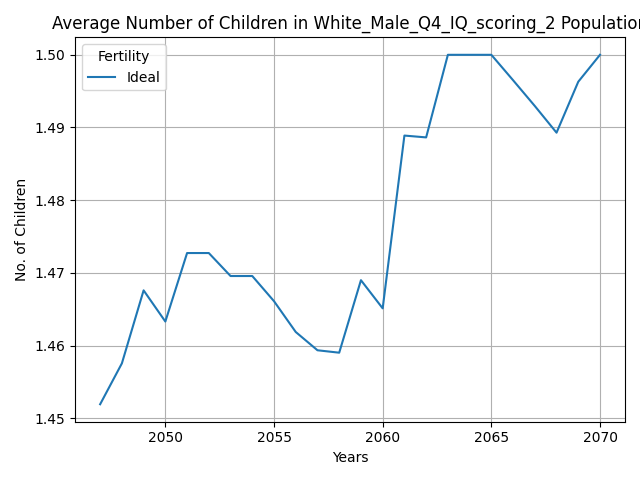 Average Number of Children in White_Male_Q4_IQ_scoring_2 Population
Fertility
Ideal
No. of Children
1.50
1.49
1.48
1.47
1.46
1.45
2050 2055 2060 2065 2070
Years